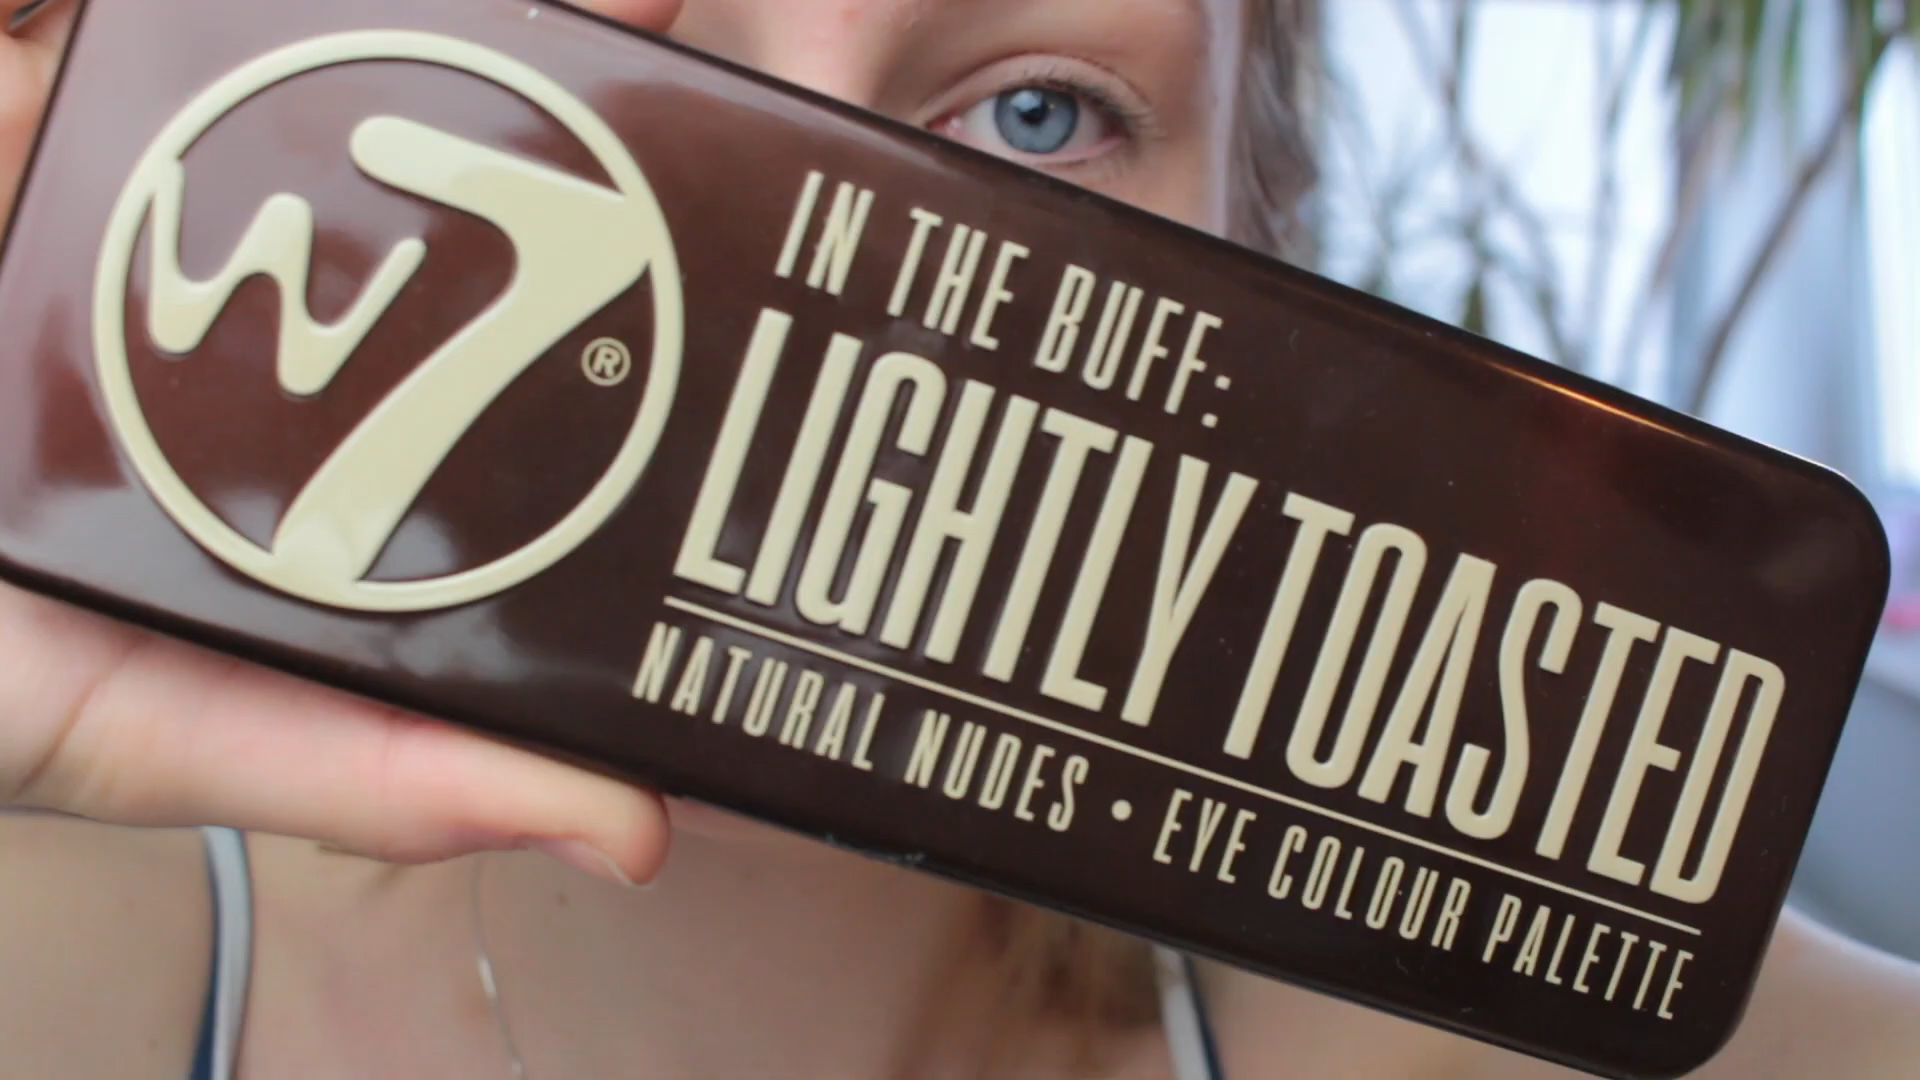 W7®
IN THE BUFF:
LIGHTLY TOASTED
NATURAL NUDES • EYE COLOUR PALETTE